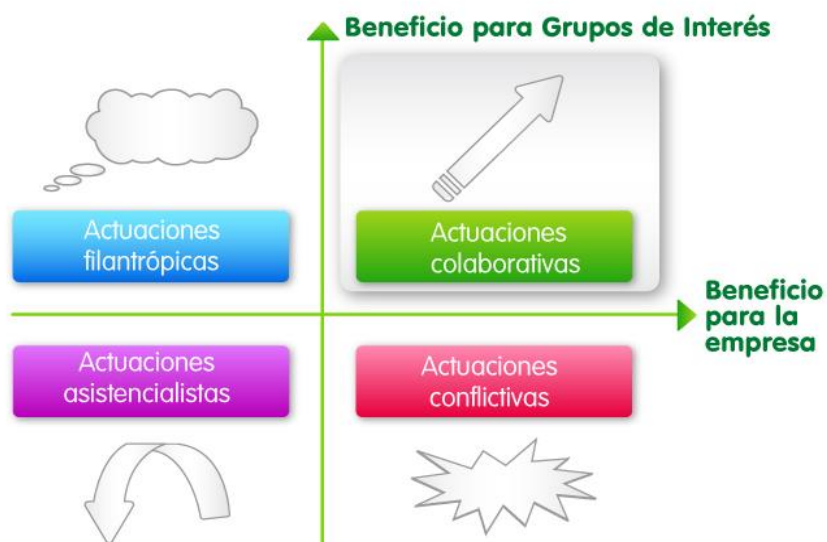 Beneficio para Grupos de Interés
Actuaciones
filantrópicas
Actuaciones
colaborativas
Beneficio
para la
empresa
Actuaciones
asistencialistas
Actuaciones
conflictivas